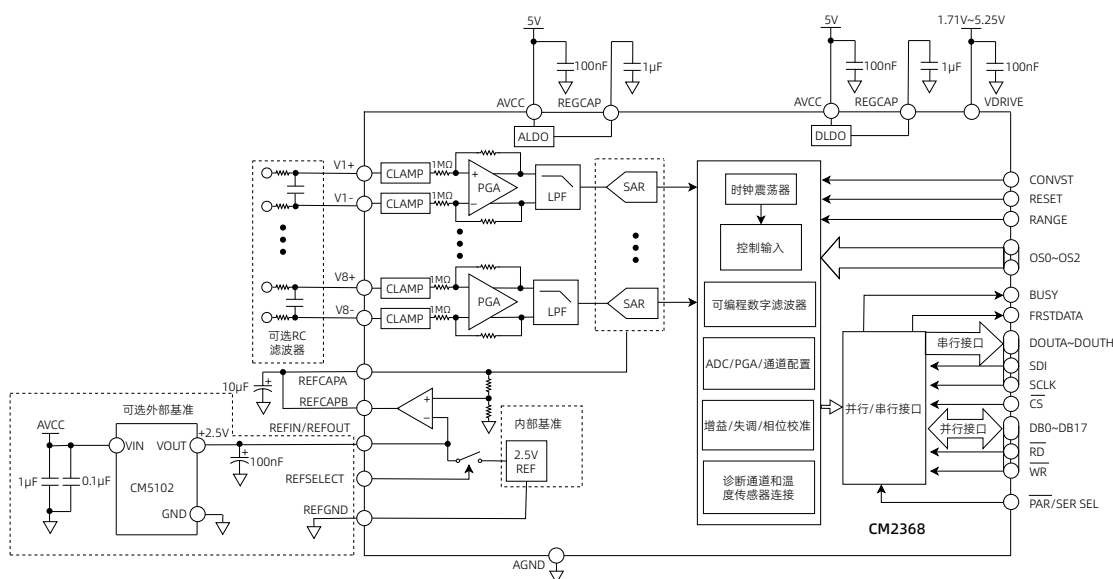 5V
100nF
1μF
AVCC
REGCAP
ALDO
5V
100nF
1μF
1.71V~5.25V
100nF
AVCC
REGCAP
VDRIVE
DLDO
V1+
CLAMP
1MΩ
PGA
LPF
SAR
V1-
CLAMP
1MΩ
V8+
CLAMP
1MΩ
PGA
LPF
SAR
V8-
CLAMP
1MΩ
可选RC
滤波器
时钟震荡器
控制输入
可编程数字滤波器
ADC/PGA/通道配置
增益/失调/相位校准
诊断通道和温
度传感器连接
并行/串行接口
串行接口
并行接口
CONVST
RESET
RANGE
OS0~OS2
BUSY
FRSTDATA
DOUTA~DOUTH
SDI
SCLK
CS
DB0~DB17
RD
WR
PAR/SER SEL
CM2368
10μF
REFCAPA
REFCAPB
REFIN/REFOUT
REFSELECT
REFGND
内部基准
2.5V
REF
可选外部基准
AVCC
VIN
VOUT
+2.5V
100nF
1μF
0.1μF
CM5102
GND
AGND